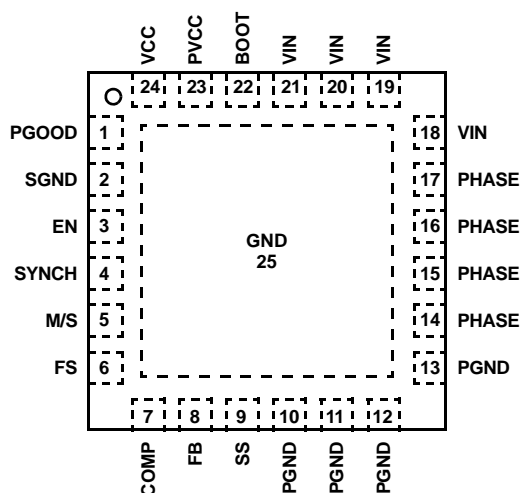 VCC
PVCC
BOOT
VIN
VIN
VIN
24
23
22
21
20
19
PGOOD 1
18 VIN
SGND 2
17 PHASE
EN 3
16 PHASE
GND
25
SYNCH 4
15 PHASE
M/S 5
14 PHASE
FS 6
13 PGND
7
8
9
10
11
12
COMP
FB
SS
PGND
PGND
PGND